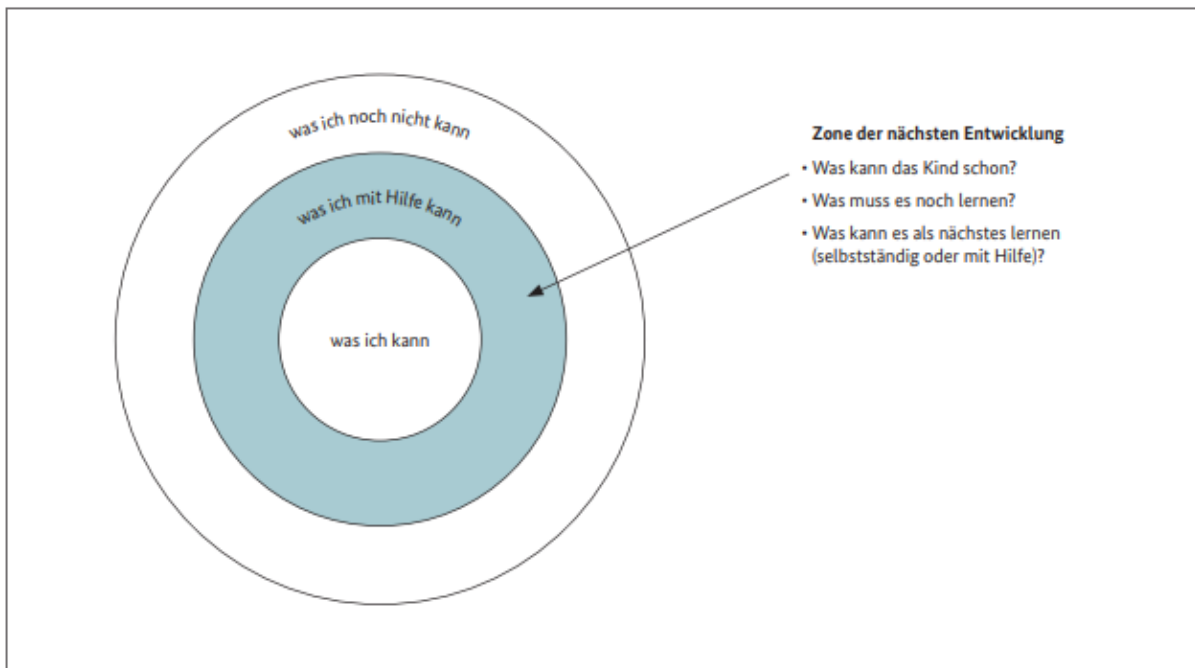 was ich noch nicht kann
was ich mit Hilfe kann
was ich kann
Zone der nächsten Entwicklung
• Was kann das Kind schon?
• Was muss es noch lernen?
• Was kann es als nächstes lernen
(selbstständig oder mit Hilfe)?